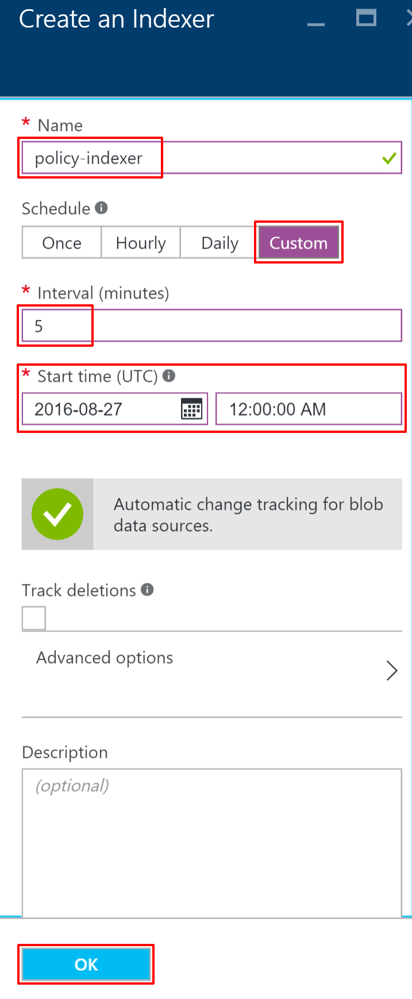 Create an Indexer
* Name
policy-indexer
Schedule
Once Hourly Daily Custom
* Interval (minutes)
5
* Start time (UTC)
2016-08-27 12:00:00 AM
Automatic change tracking for blob
data sources.
Track deletions
Advanced options
Description
(optional)
OK